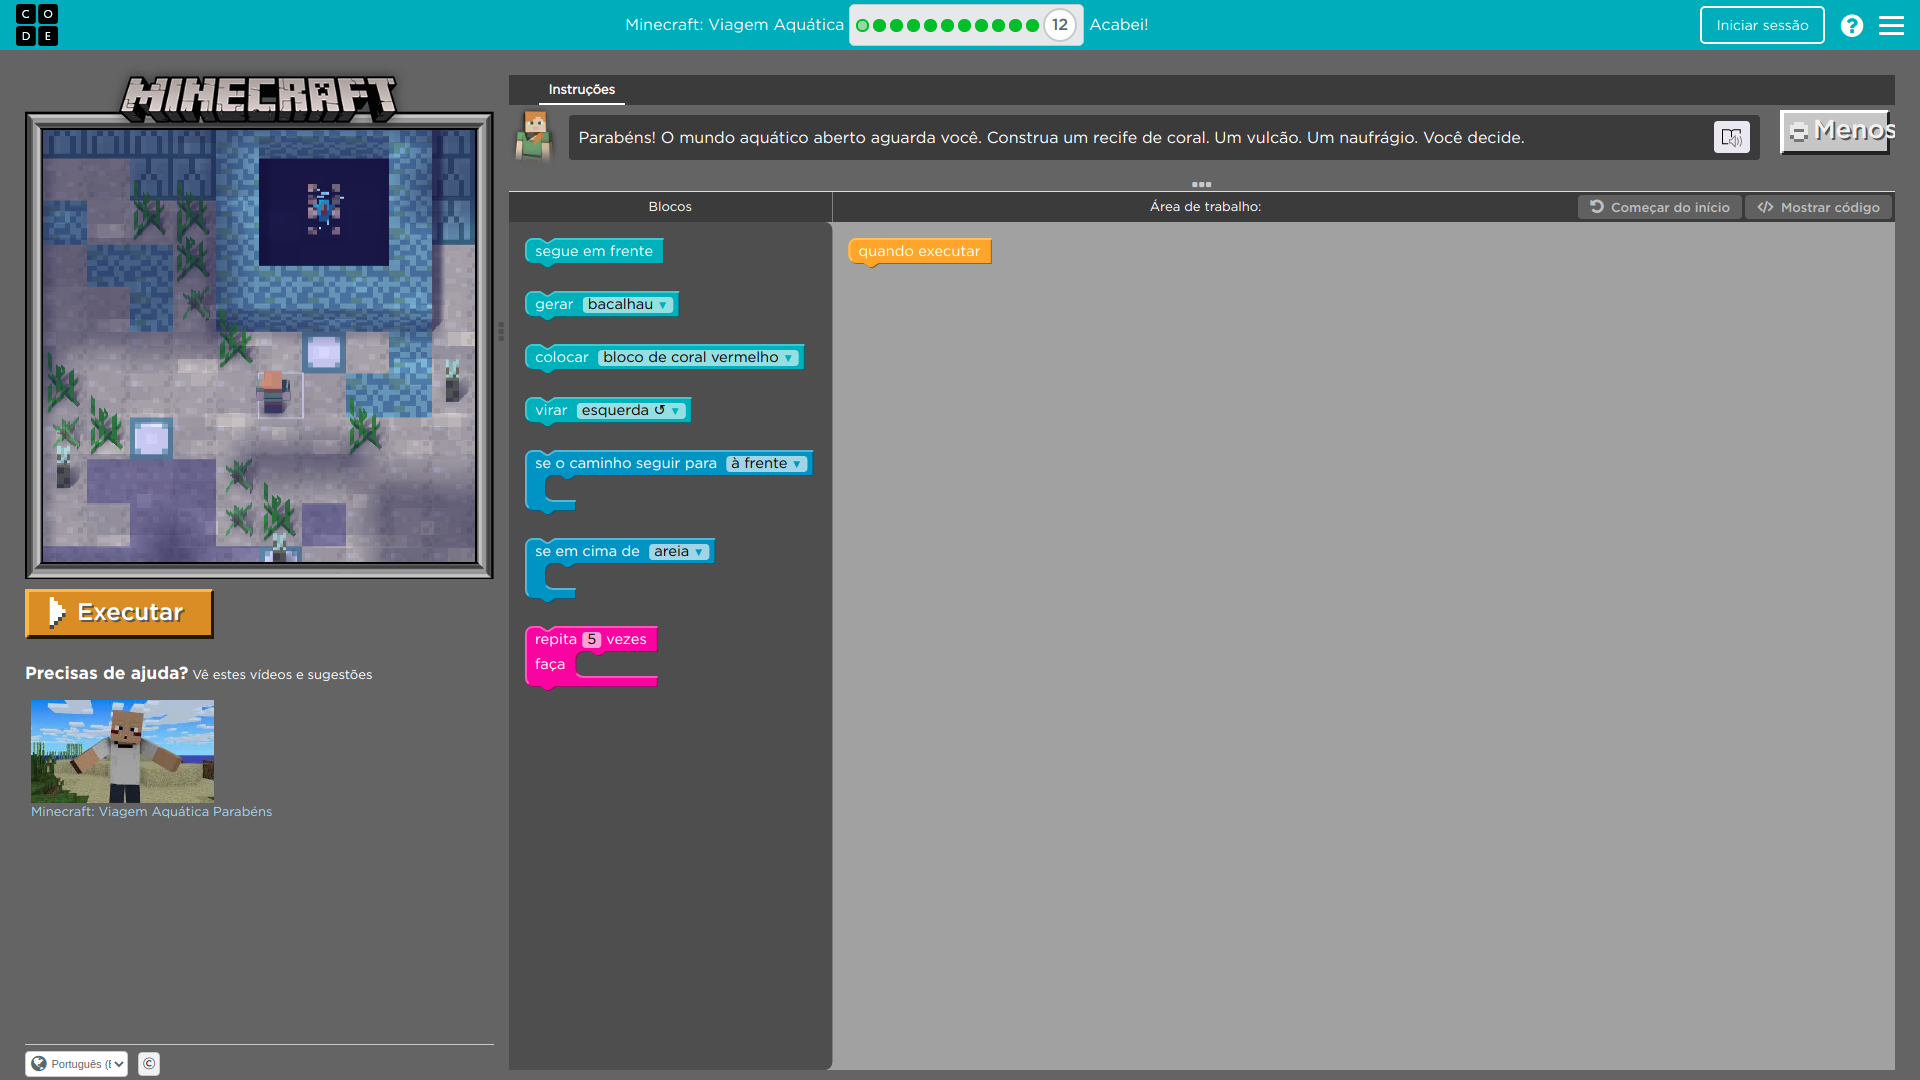 C O
D E
Minecraft: Viagem Aquática
12
Acabei!
Iniciar sessão
?
MINECRAFT
Instruções
Parabéns! O mundo aquático aberto aguarda você. Construa um recife de coral. Um vulcão. Um naufrágio. Você decide.
Menos
Blocos
Área de trabalho:
Começar do início
</> Mostrar código
segue em frente
gerar bacalhau ▾
colocar bloco de coral vermelho ▾
virar esquerda ↺ ▾
se o caminho seguir para à frente ▾
se em cima de areia ▾
repita 5 vezes
faça
quando executar
Executar
Precisas de ajuda? Vê estes vídeos e sugestões
Minecraft: Viagem Aquática Parabéns
Português (
©